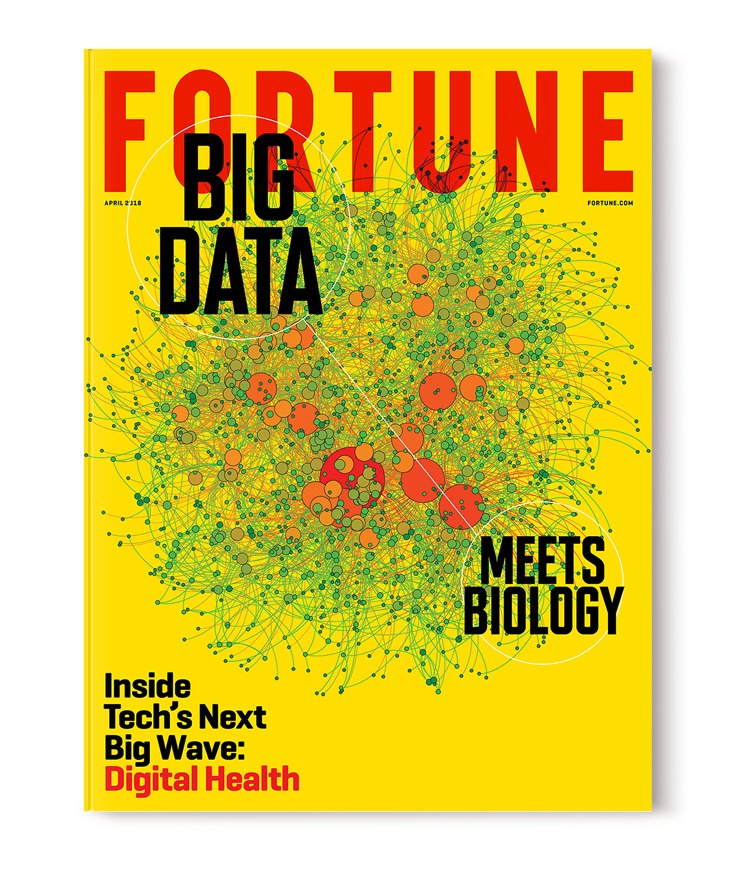 FORTUNE
APRIL 2018
FORTUNE.COM
BIG
DATA
MEETS
BIOLOGY
Inside
Tech's Next
Big Wave:
Digital Health